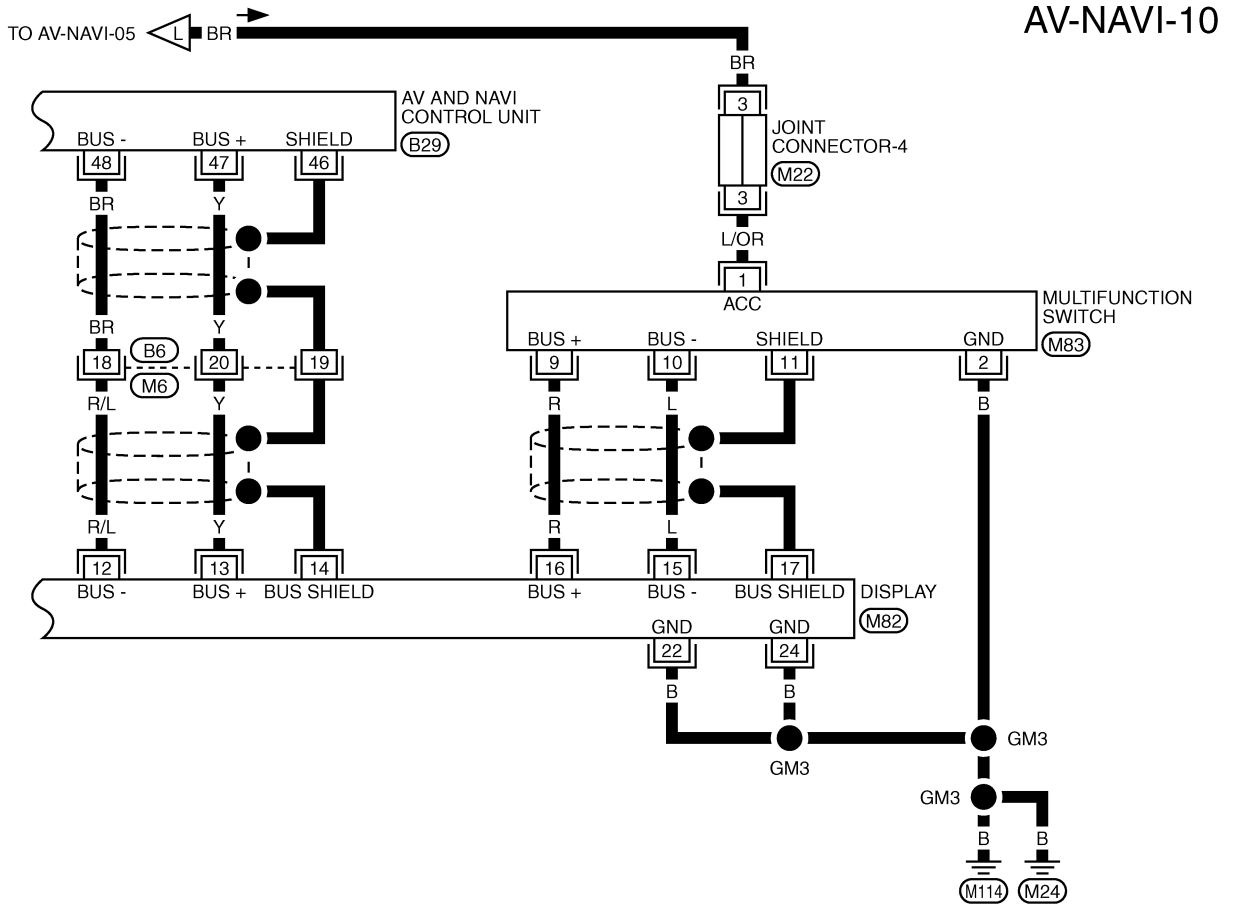 AV-NAVI-10
TO AV-NAVI-05 L BR
BR
3
JOINT
CONNECTOR-4
M22
3
L/OR
1
ACC
AV AND NAVI
CONTROL UNIT
B29
BUS - BUS + SHIELD
48 47 46
BR Y
BR Y
18 B6 20 19
M6
R/L Y
R/L Y
12 13 14
BUS - BUS + BUS SHIELD
MULTIFUNCTION
SWITCH
M83
BUS + BUS - SHIELD GND
9 10 11 2
R L B
R L
16 15 17
BUS + BUS - BUS SHIELD
DISPLAY
M82
GND GND
22 24
B B
GM3
GM3
GM3
B B
M114 M24